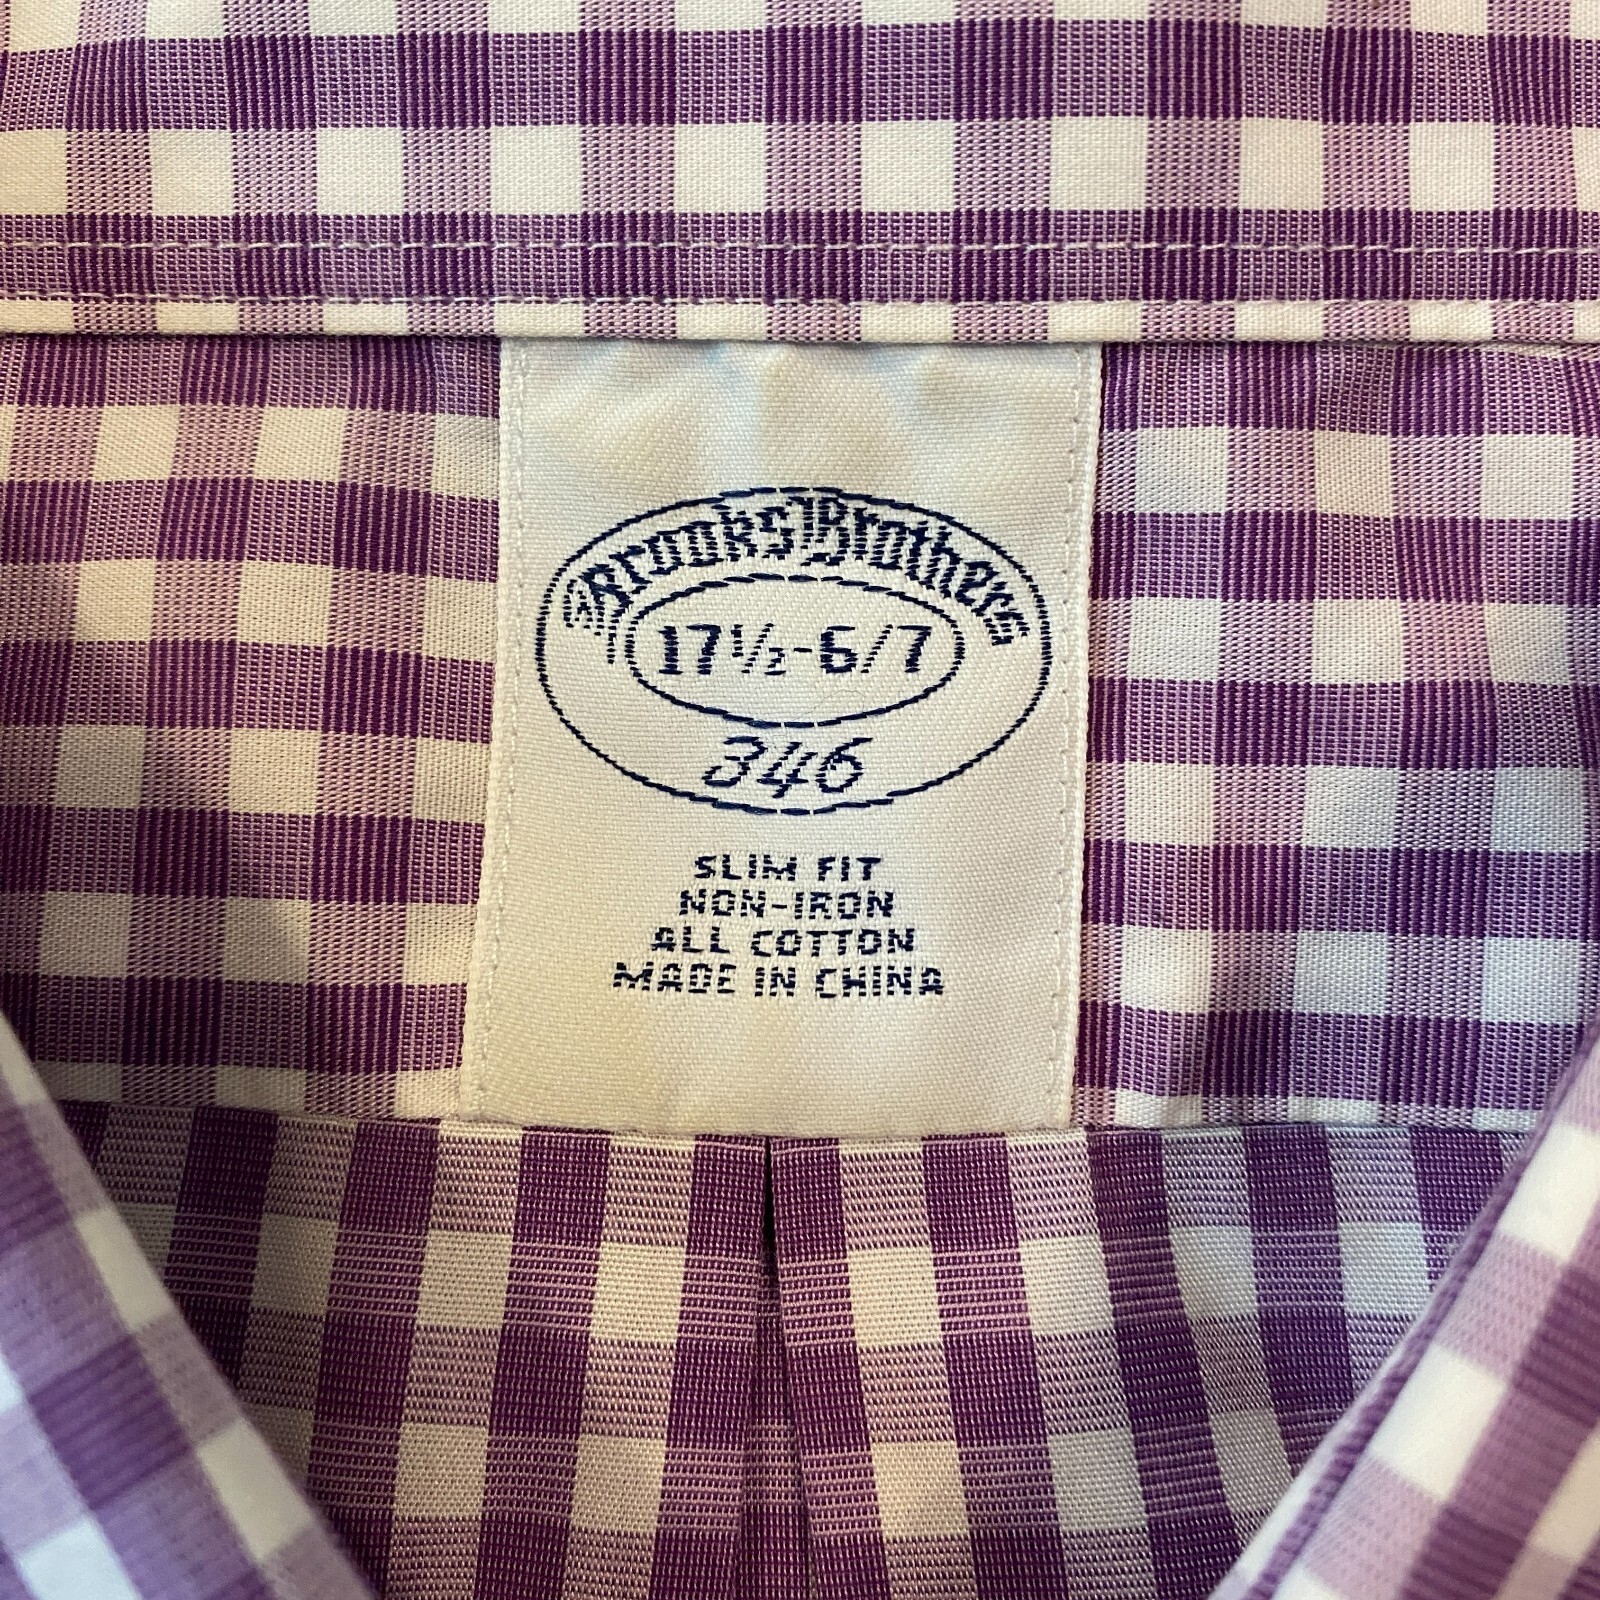 Brooks Brothers
17½-6/7
346
SLIM FIT
NON-IRON
ALL COTTON
MADE IN CHINA